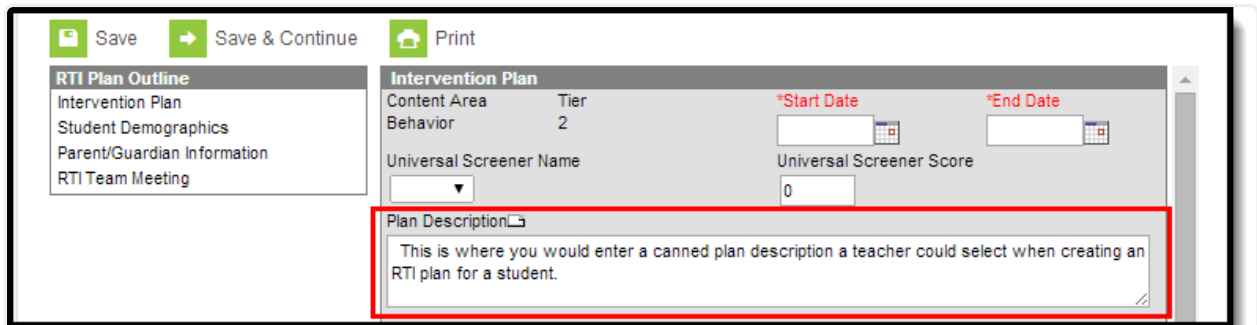 Save Save & Continue Print
RTI Plan Outline
Intervention Plan
Student Demographics
Parent/Guardian Information
RTI Team Meeting
Intervention Plan
Content Area Tier *Start Date *End Date
Behavior 2
Universal Screener Name Universal Screener Score
0
Plan Description
This is where you would enter a canned plan description a teacher could select when creating an
RTI plan for a student.